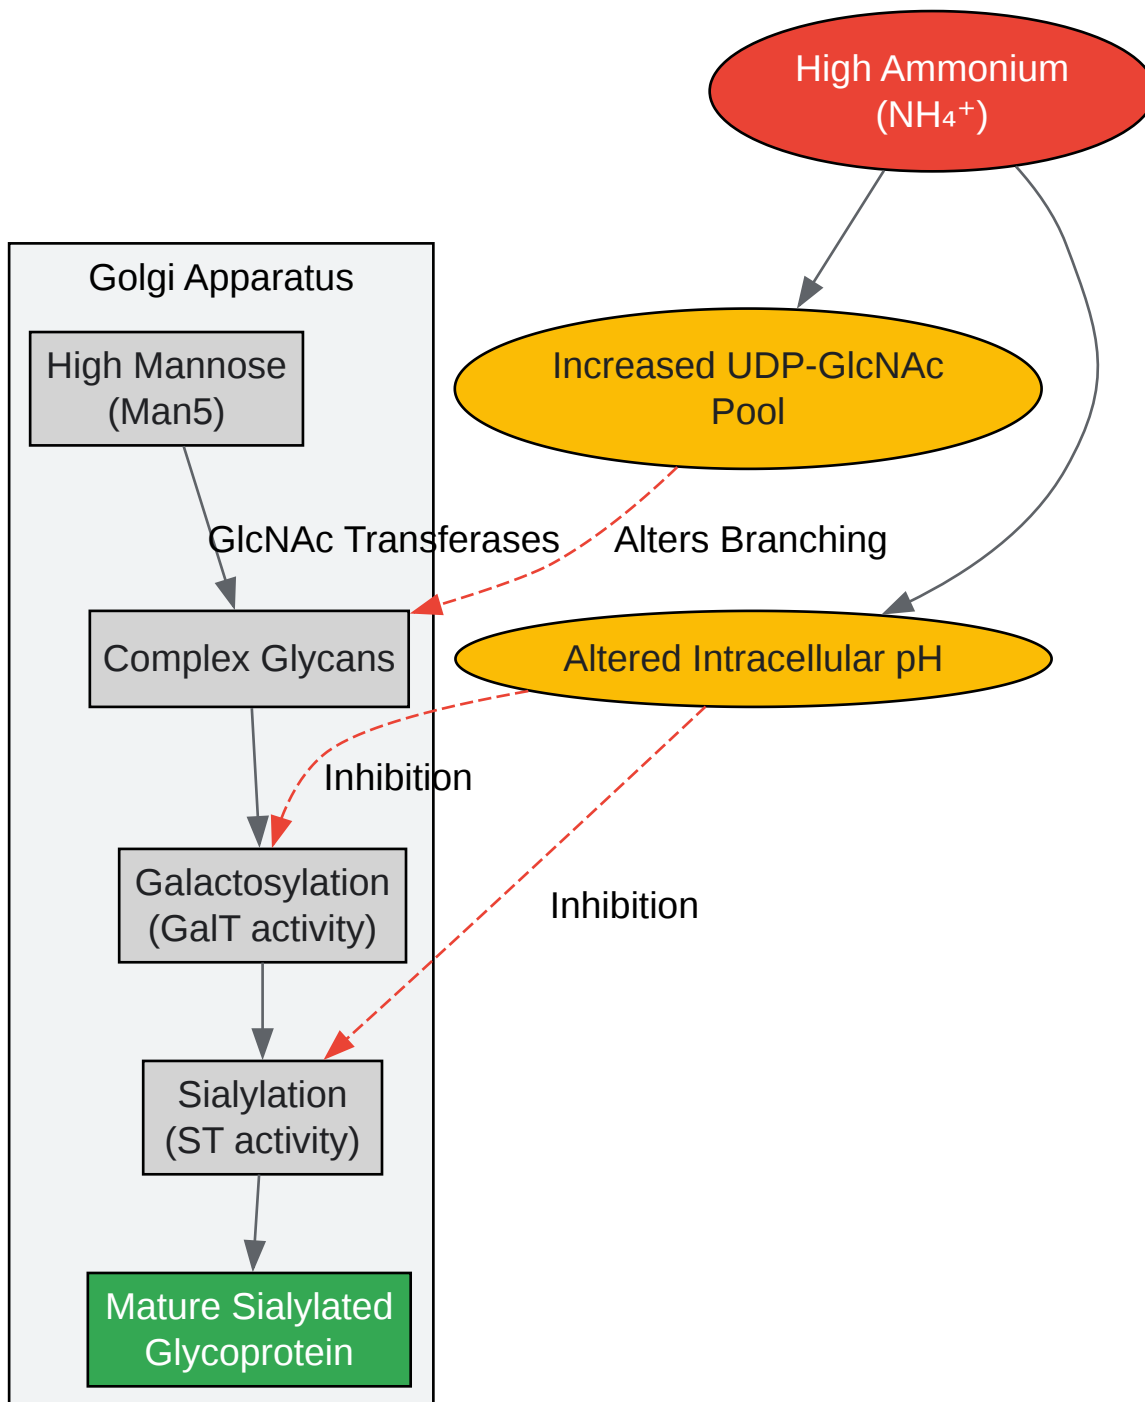 High Ammonium
(NH₄⁺)
Golgi Apparatus
High Mannose
(Man5)
Increased UDP-GlcNAc
Pool
GlcNAc Transferases
Alters Branching
Complex Glycans
Altered Intracellular pH
Inhibition
Galactosylation
(GalT activity)
Inhibition
Sialylation
(ST activity)
Mature Sialylated
Glycoprotein